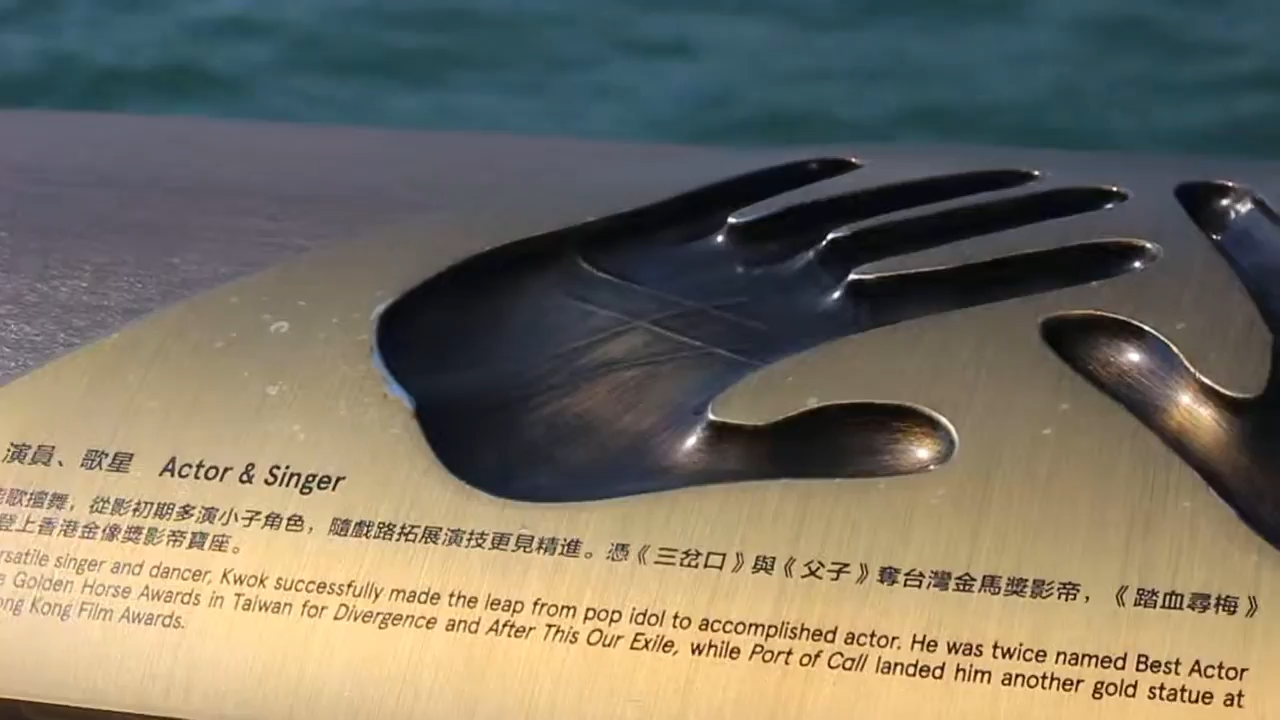 演員、歌星 Actor & Singer
歌擅舞，從影初期多演小子角色，隨戲路拓展演技更見精進。憑《三岔口》與《父子》奪台灣金馬獎影帝，《踏血尋梅》
登上香港金像獎影帝寶座。
rsatile singer and dancer, Kwok successfully made the leap from pop idol to accomplished actor. He was twice named Best Actor
Golden Horse Awards in Taiwan for Divergence and After This Our Exile, while Port of Call landed him another gold statue at
ong Kong Film Awards.